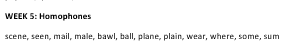 WEEK 5: Homophones
scene, seen, mail, male, bawl, ball, plane, plain, wear, where, some, sum